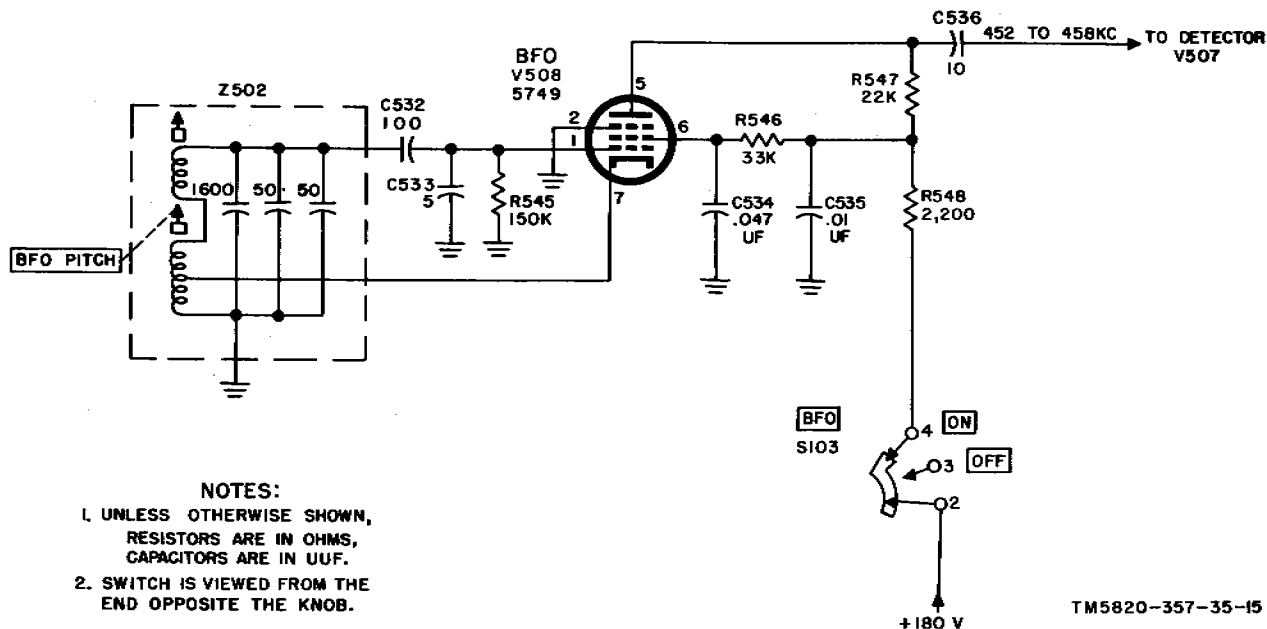 C536
10
452 TO 458KC
TO DETECTOR
V507
BFO
V508
5749
5
2
1
6
7
R547
22K
Z502
C532
100
R546
33K
1600
50
50
C533
5
R545
150K
C534
.047
UF
C535
.01
UF
R548
2,200
BFO PITCH
BFO
S103
4
ON
3
OFF
2
NOTES:
1. UNLESS OTHERWISE SHOWN,
RESISTORS ARE IN OHMS,
CAPACITORS ARE IN UUF.
2. SWITCH IS VIEWED FROM THE
END OPPOSITE THE KNOB.
+180 V
TM5820-357-35-15